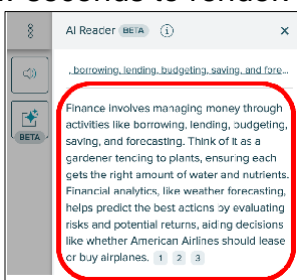 seconds to render.
AI Reader BETA
, borrowing, lending, budgeting, saving, and fore...
BETA
Finance involves managing money through
activities like borrowing, lending, budgeting,
saving, and forecasting. Think of it as a
gardener tending to plants, ensuring each
gets the right amount of water and nutrients.
Financial analytics, like weather forecasting,
helps predict the best actions by evaluating
risks and potential returns, aiding decisions
like whether American Airlines should lease
or buy airplanes. 1 2 3